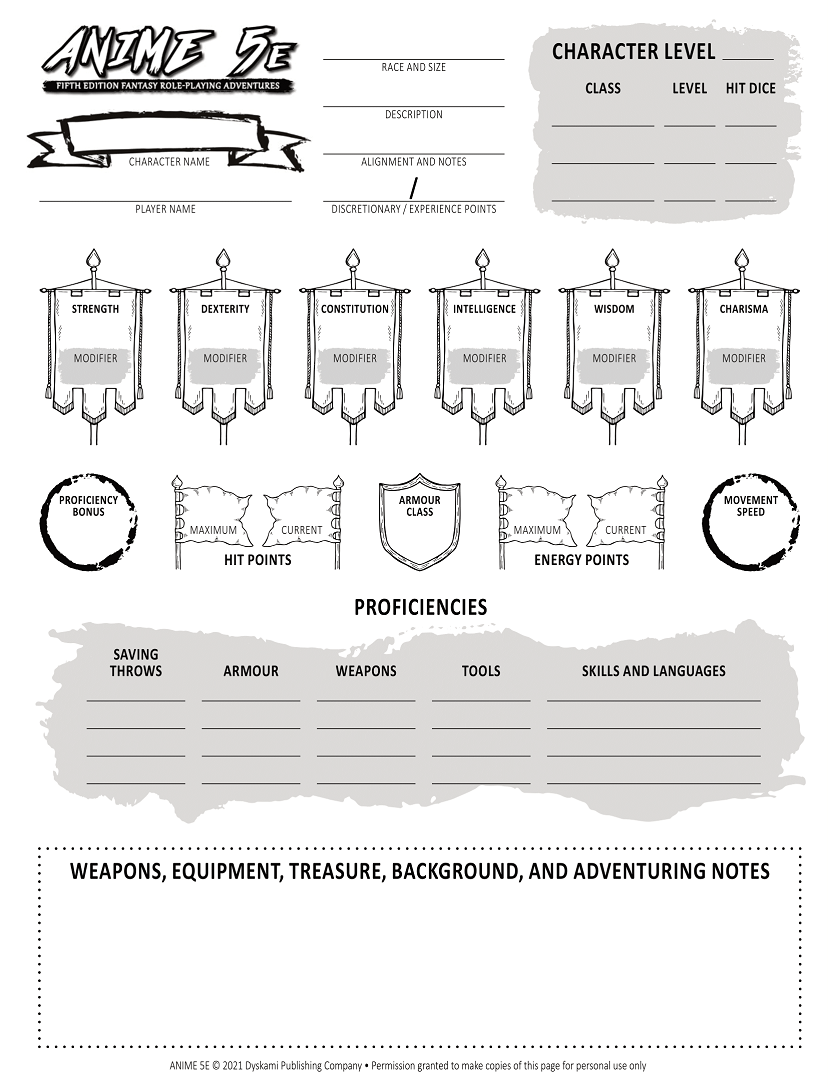 ANIME 5E
FIFTH EDITION FANTASY ROLE-PLAYING ADVENTURES
CHARACTER NAME
PLAYER NAME
RACE AND SIZE
DESCRIPTION
ALIGNMENT AND NOTES
/
DISCRETIONARY / EXPERIENCE POINTS
CHARACTER LEVEL
CLASS LEVEL HIT DICE
STRENGTH DEXTERITY CONSTITUTION INTELLIGENCE WISDOM CHARISMA
MODIFIER MODIFIER MODIFIER MODIFIER MODIFIER MODIFIER
PROFICIENCY
BONUS
MAXIMUM CURRENT
HIT POINTS
ARMOUR
CLASS
MAXIMUM CURRENT
ENERGY POINTS
MOVEMENT
SPEED
PROFICIENCIES
SAVING
THROWS ARMOUR WEAPONS TOOLS SKILLS AND LANGUAGES
WEAPONS, EQUIPMENT, TREASURE, BACKGROUND, AND ADVENTURING NOTES
ANIME 5E © 2021 Dyskami Publishing Company • Permission granted to make copies of this page for personal use only